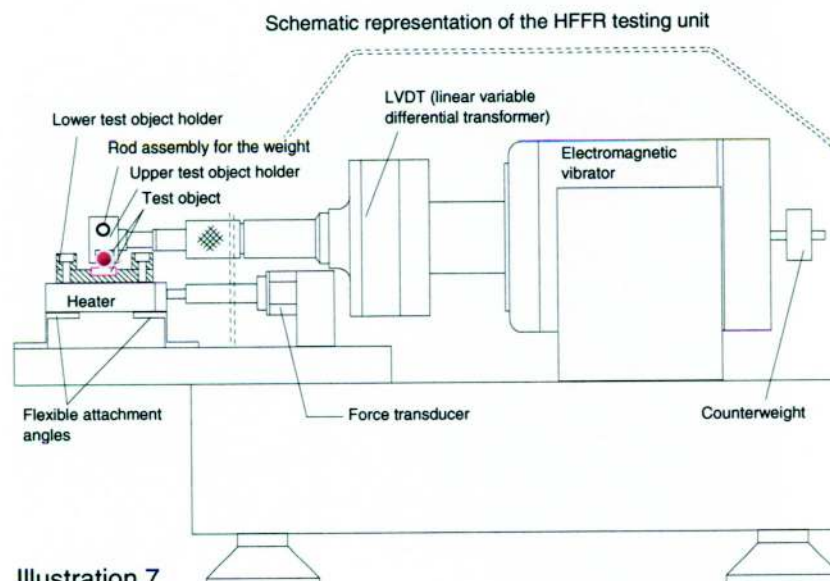 Schematic representation of the HFFR testing unit
LVDT (linear variable
differential transformer)
Lower test object holder
Rod assembly for the weight
Electromagnetic
vibrator
Upper test object holder
Test object
Heater
Flexible attachment
angles
Force transducer
Counterweight
Illustration 7